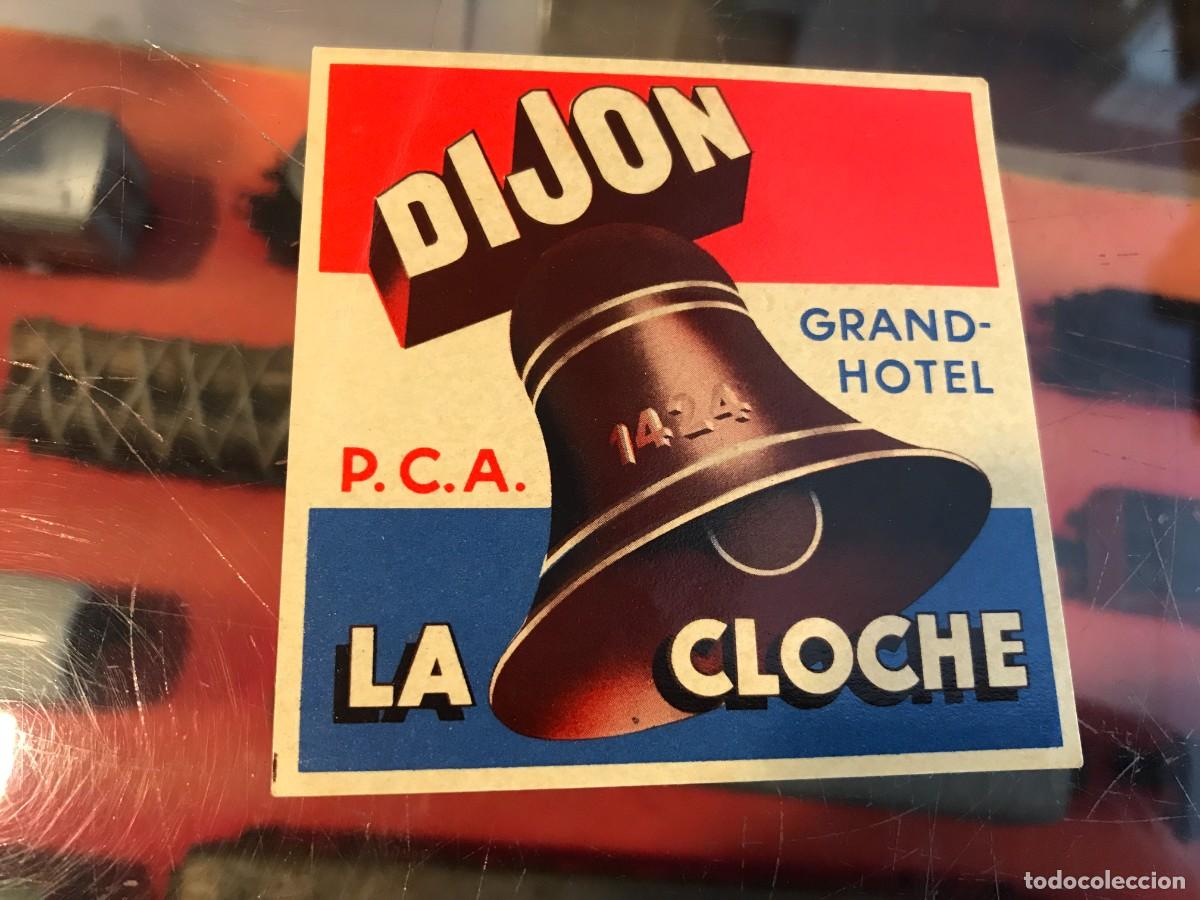 DIJON
GRAND-
HOTEL
1424
P.C.A.
LA CLOCHE
todocoleccion